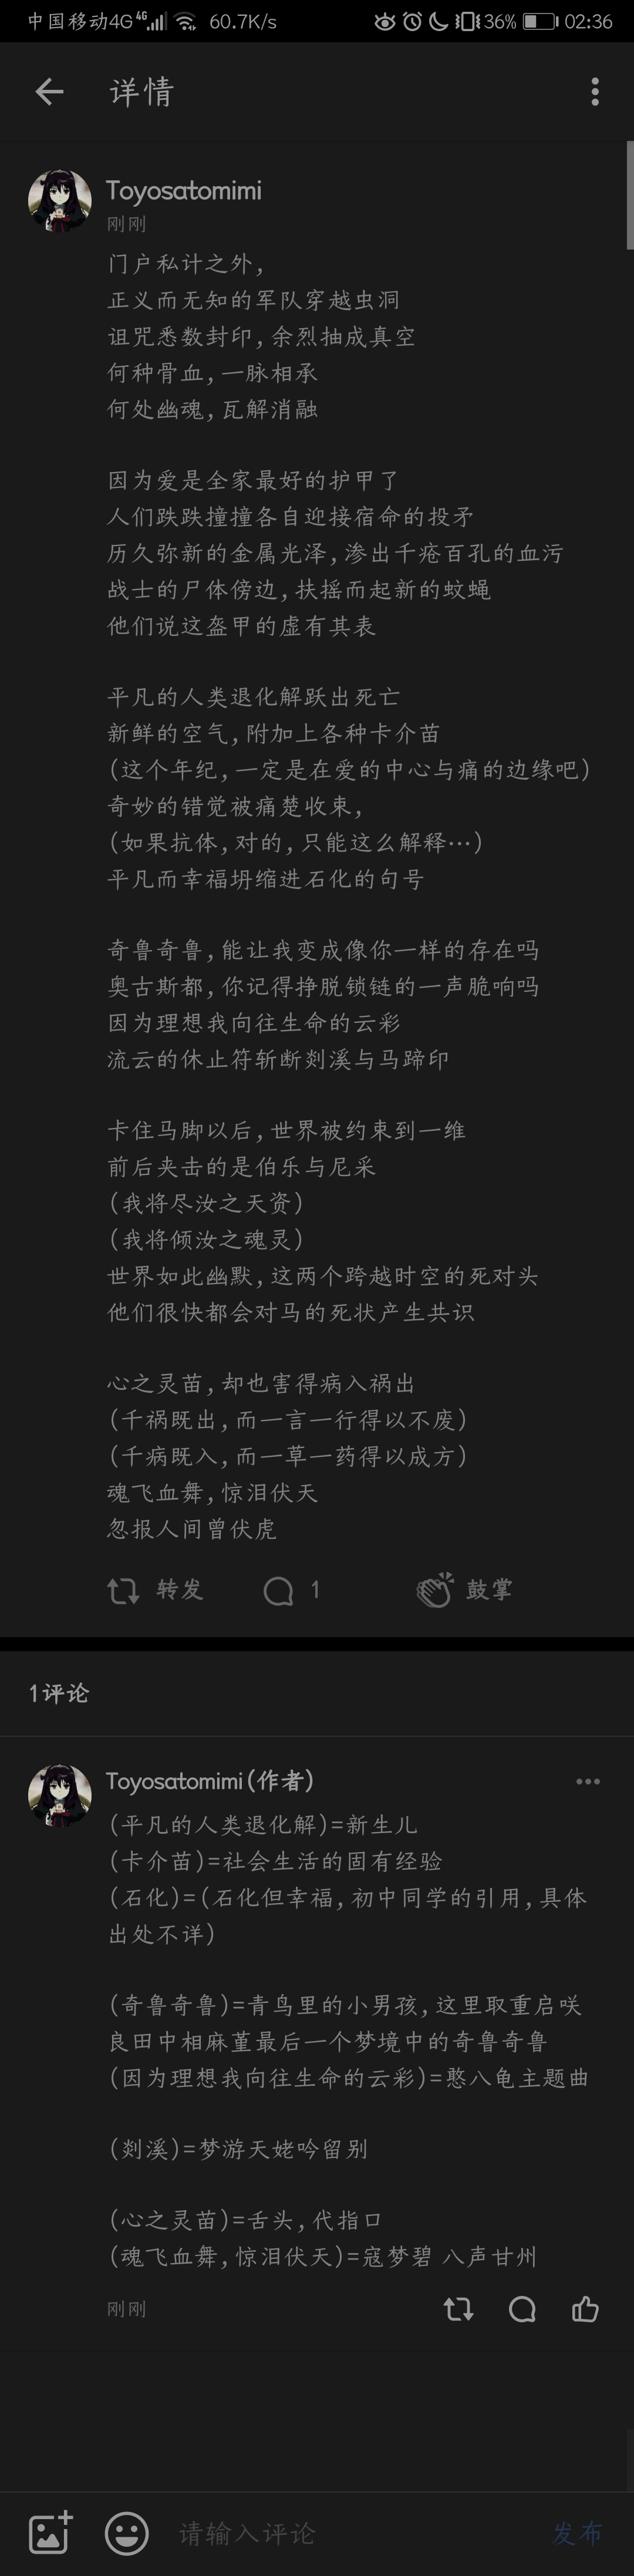 中国移动4G 4G 60.7K/s 36% 02:36
详情
Toyosatomimi
刚刚
门户私计之外,
正义而无知的军队穿越虫洞
诅咒悉数封印,余烈抽成真空
何种骨血,一脉相承
何处幽魂,瓦解消融
因为爱是全家最好的护甲了
人们跌跌撞撞各自迎接宿命的投矛
历久弥新的金属光泽,渗出千疮百孔的血污
战士的尸体傍边,扶摇而起新的蚊蝇
他们说这盔甲的虚有其表
平凡的人类退化解跃出死亡
新鲜的空气,附加上各种卡介苗
(这个年纪,一定是在爱的中心与痛的边缘吧)
奇妙的错觉被痛楚收束,
(如果抗体,对的,只能这么解释…)
平凡而幸福坍缩进石化的句号
奇鲁奇鲁,能让我变成像你一样的存在吗
奥古斯都,你记得挣脱锁链的一声脆响吗
因为理想我向往生命的云彩
流云的休止符斩断剡溪与马蹄印
卡住马脚以后,世界被约束到一维
前后夹击的是伯乐与尼采
(我将尽汝之天资)
(我将倾汝之魂灵)
世界如此幽默,这两个跨越时空的死对头
他们很快都会对马的死状产生共识
心之灵苗,却也害得病入祸出
(千祸既出,而一言一行得以不废)
(千病既入,而一草一药得以成方)
魂飞血舞,惊泪伏天
忽报人间曾伏虎
转发 1 鼓掌
1评论
Toyosatomimi(作者)
(平凡的人类退化解)=新生儿
(卡介苗)=社会生活的固有经验
(石化)=(石化但幸福,初中同学的引用,具体
出处不详)
(奇鲁奇鲁)=青鸟里的小男孩,这里取重启咲
良田中相麻菫最后一个梦境中的奇鲁奇鲁
(因为理想我向往生命的云彩)=憨八龟主题曲
(剡溪)=梦游天姥吟留别
(心之灵苗)=舌头,代指口
(魂飞血舞,惊泪伏天)=寇梦碧 八声甘州
刚刚
请输入评论 发布